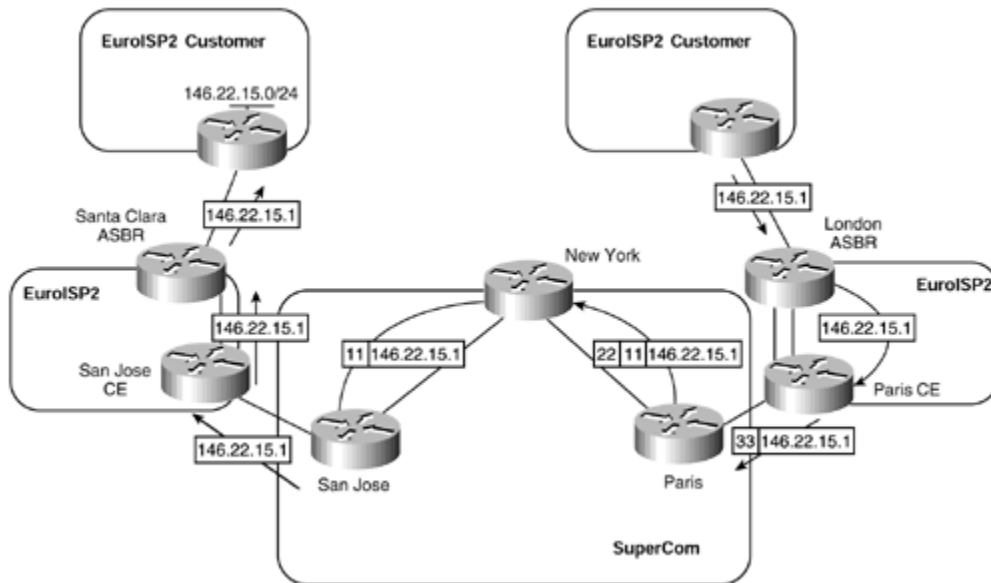 EuroISP2 Customer
146.22.15.0/24
EuroISP2 Customer
146.22.15.1
146.22.15.1
Santa Clara
ASBR
London
ASBR
New York
EuroISP2
EuroISP2
146.22.15.1
146.22.15.1
11 146.22.15.1
22 11 146.22.15.1
San Jose
CE
Paris CE
146.22.15.1
33 146.22.15.1
San Jose
Paris
SuperCom